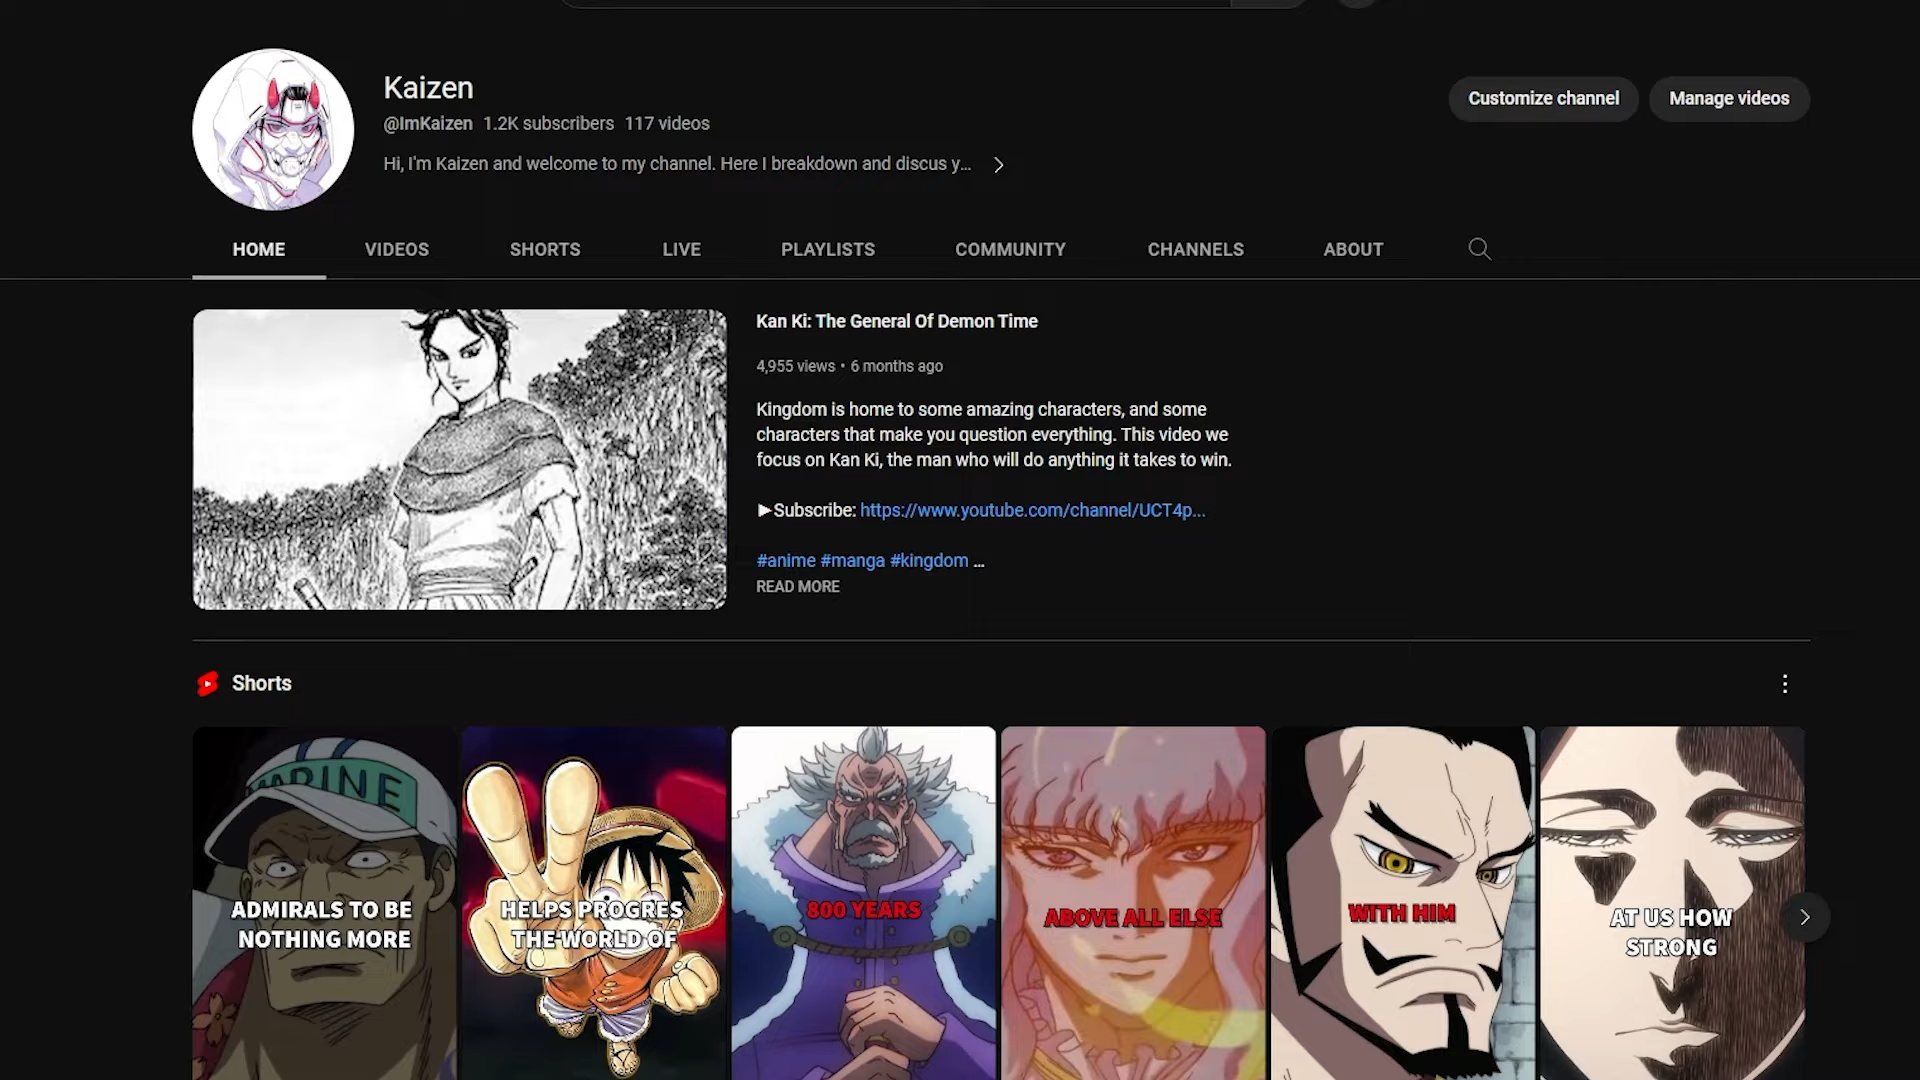 Kaizen
@ImKaizen 1.2K subscribers 117 videos
Hi, I'm Kaizen and welcome to my channel. Here I breakdown and discus y...
Customize channel
Manage videos
HOME
VIDEOS
SHORTS
LIVE
PLAYLISTS
COMMUNITY
CHANNELS
ABOUT
Kan Ki: The General Of Demon Time
4,955 views • 6 months ago
Kingdom is home to some amazing characters, and some
characters that make you question everything. This video we
focus on Kan Ki, the man who will do anything it takes to win.
►Subscribe: https://www.youtube.com/channel/UCT4p...
#anime #manga #kingdom ...
READ MORE
Shorts
MARINE
ADMIRALS TO BE
NOTHING MORE
HELPS PROGRES
THE WORLD OF
800 YEARS
ABOVE ALL ELSE
WITH HIM
AT US HOW
STRONG